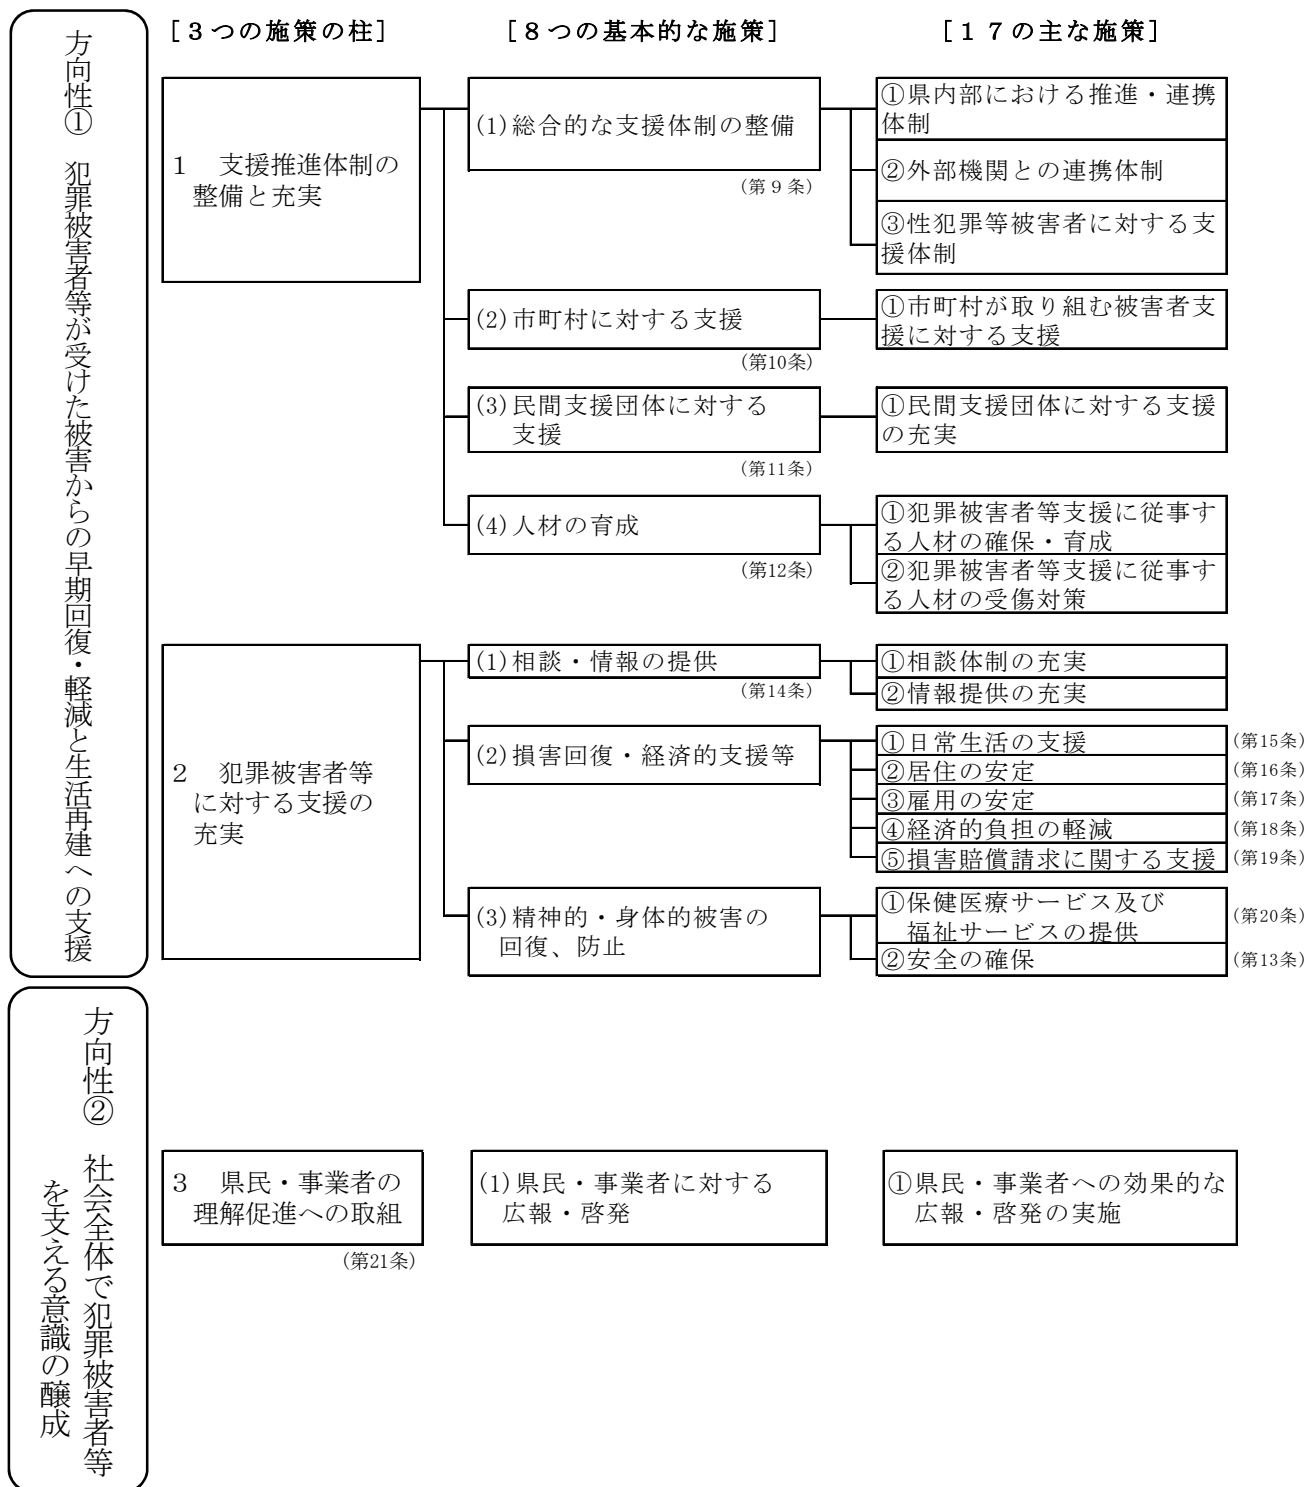 [３つの施策の柱]
[８つの基本的な施策]
[１７の主な施策]
方向性①　犯罪被害者等が受けた被害からの早期回復・軽減と生活再建への支援
１　支援推進体制の
整備と充実
(1)総合的な支援体制の整備
(第９条)
①県内部における推進・連携
体制
②外部機関との連携体制
③性犯罪等被害者に対する支
援体制
(2)市町村に対する支援
(第10条)
①市町村が取り組む被害者支
援に対する支援
(3)民間支援団体に対する
支援
(第11条)
①民間支援団体に対する支援
の充実
(4)人材の育成
(第12条)
①犯罪被害者等支援に従事す
る人材の確保・育成
②犯罪被害者等支援に従事す
る人材の受傷対策
２　犯罪被害者等
に対する支援の
充実
(1)相談・情報の提供
(第14条)
①相談体制の充実
②情報提供の充実
(2)損害回復・経済的支援等
①日常生活の支援
(第15条)
②居住の安定
(第16条)
③雇用の安定
(第17条)
④経済的負担の軽減
(第18条)
⑤損害賠償請求に関する支援
(第19条)
(3)精神的・身体的被害の
回復、防止
①保健医療サービス及び
福祉サービスの提供
(第20条)
②安全の確保
(第13条)
方向性②　社会全体で犯罪被害者等
を支える意識の醸成
３　県民・事業者の
理解促進への取組
(第21条)
(1)県民・事業者に対する
広報・啓発
①県民・事業者への効果的な
広報・啓発の実施